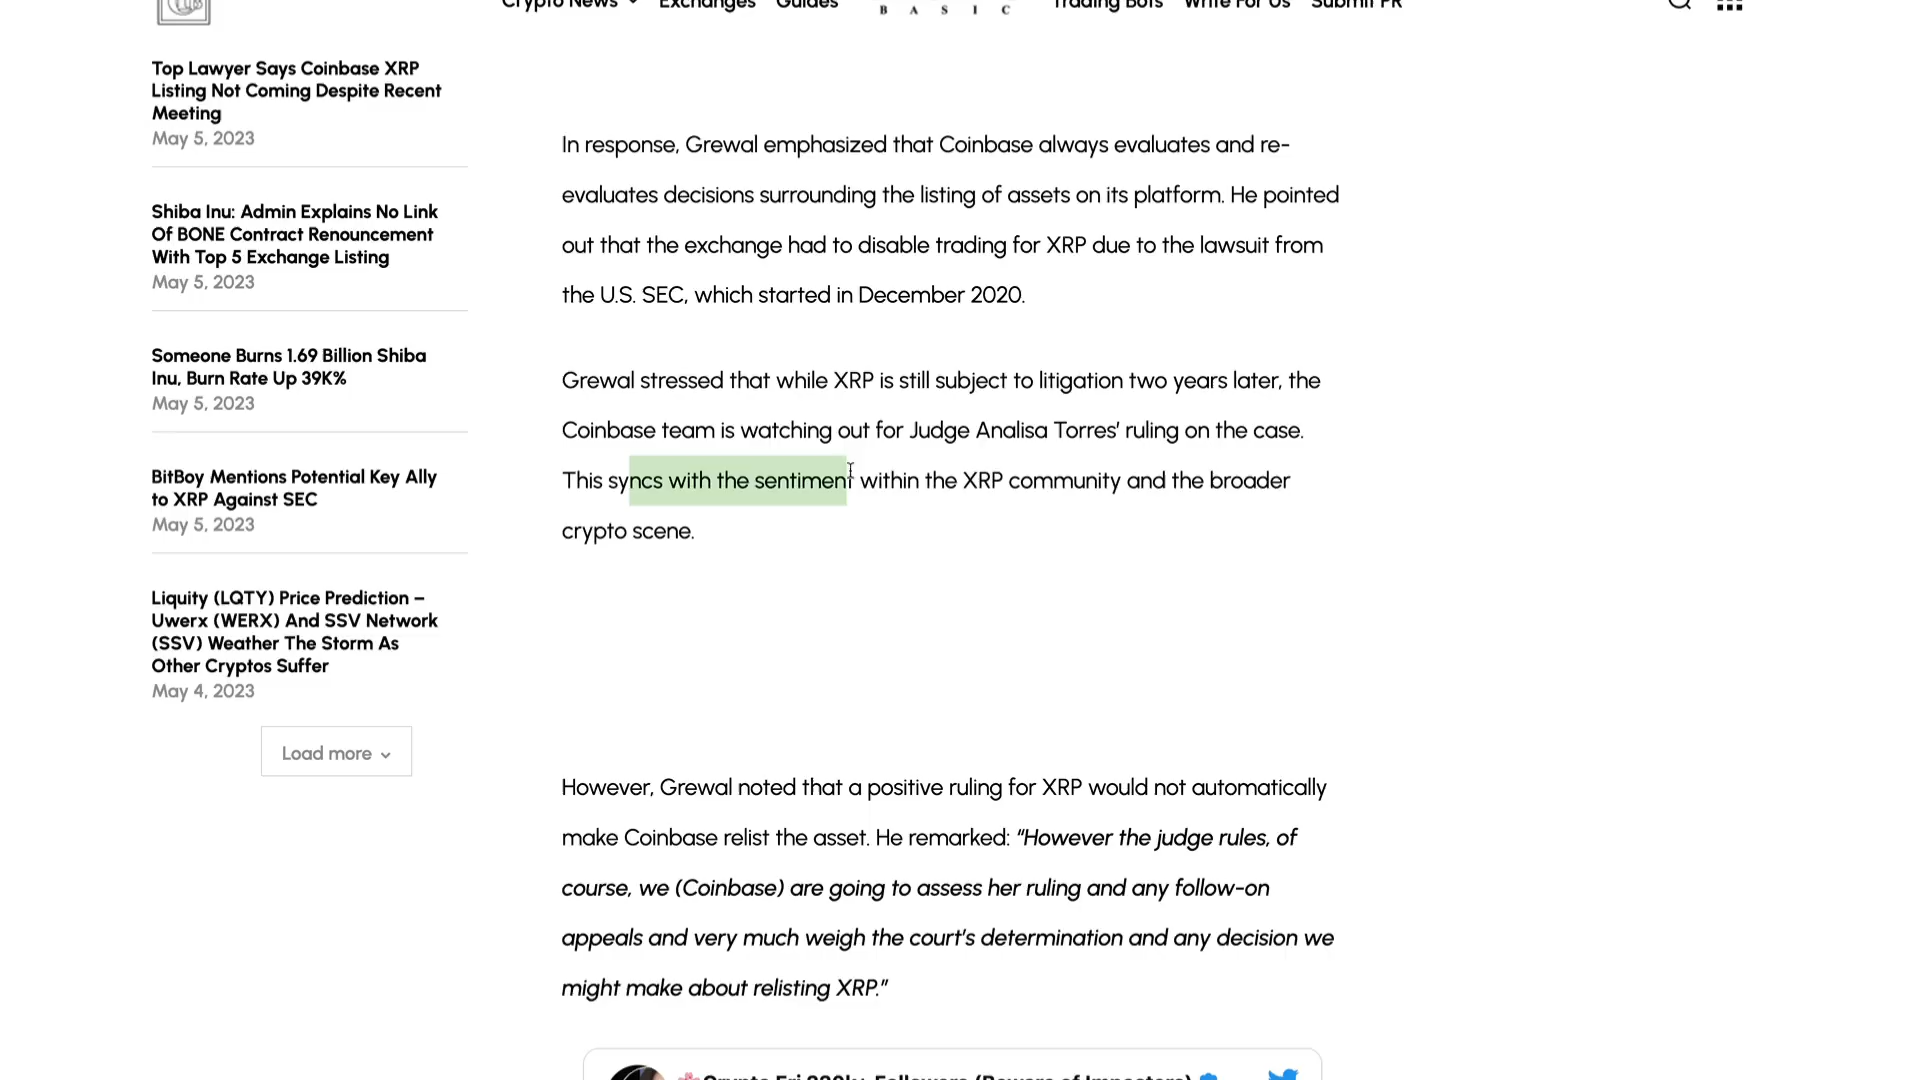 Crypto News Exchanges Guides BASIC Trading Bots Write For Us Submit PR
Top Lawyer Says Coinbase XRP
Listing Not Coming Despite Recent
Meeting
May 5, 2023
Shiba Inu: Admin Explains No Link
Of BONE Contract Renouncement
With Top 5 Exchange Listing
May 5, 2023
Someone Burns 1.69 Billion Shiba
Inu, Burn Rate Up 39K%
May 5, 2023
BitBoy Mentions Potential Key Ally
to XRP Against SEC
May 5, 2023
Liquity (LQTY) Price Prediction –
Uwerx (WERX) And SSV Network
(SSV) Weather The Storm As
Other Cryptos Suffer
May 4, 2023
Load more
In response, Grewal emphasized that Coinbase always evaluates and re-
evaluates decisions surrounding the listing of assets on its platform. He pointed
out that the exchange had to disable trading for XRP due to the lawsuit from
the U.S. SEC, which started in December 2020.
Grewal stressed that while XRP is still subject to litigation two years later, the
Coinbase team is watching out for Judge Analisa Torres’ ruling on the case.
This syncs with the sentiment within the XRP community and the broader
crypto scene.
However, Grewal noted that a positive ruling for XRP would not automatically
make Coinbase relist the asset. He remarked: “However the judge rules, of
course, we (Coinbase) are going to assess her ruling and any follow-on
appeals and very much weigh the court’s determination and any decision we
might make about relisting XRP.”